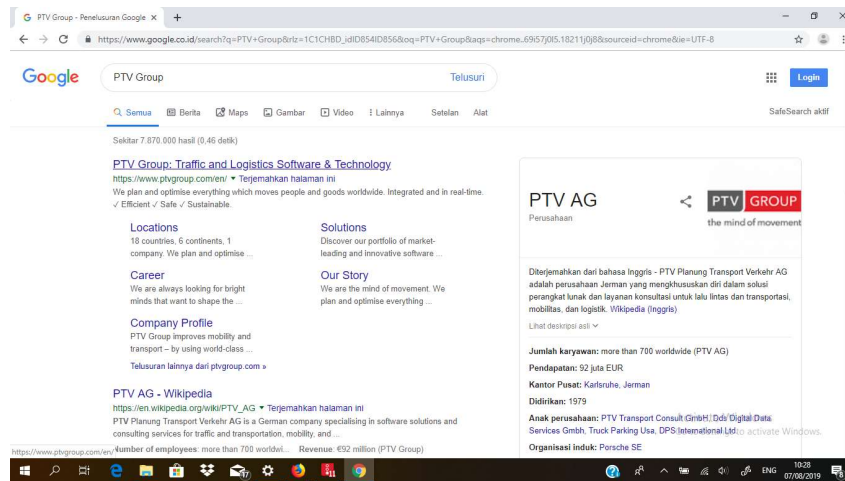 PTV Group - Penelusuran Google
https://www.google.co.id/search?q=PTV+Group&rlz=1C1CHBD_idID854ID856&oq=PTV+Group&aqs=chrome..69i57j0l5.18211j0j8&sourceid=chrome&ie=UTF-8
Google
PTV Group
Telusuri
Login
Semua Berita Maps Gambar Video Lainnya Setelan Alat
SafeSearch aktif
Sekitar 7.870.000 hasil (0,46 detik)
PTV Group: Traffic and Logistics Software & Technology
https://www.ptvgroup.com/en/ ▼ Terjemahkan halaman ini
We plan and optimise everything which moves people and goods worldwide. Integrated and in real-time.
√ Efficient √ Safe √ Sustainable.
Locations
18 countries, 6 continents, 1
company. We plan and optimise ...
Solutions
Discover our portfolio of market-
leading and innovative software ...
Career
We are always looking for bright
minds that want to shape the ...
Our Story
We are the mind of movement. We
plan and optimise everything ...
Company Profile
PTV Group improves mobility and
transport – by using world-class ...
Telusuran lainnya dari ptvgroup.com »
PTV AG - Wikipedia
https://en.wikipedia.org/wiki/PTV_AG ▼ Terjemahkan halaman ini
PTV Planung Transport Verkehr AG is a German company specialising in software solutions and
consulting services for traffic and transportation, mobility, and ...
Number of employees: more than 700 worldwi... Revenue: €92 million (PTV Group)
https://www.ptvgroup.com/en/
PTV AG
Perusahaan
PTV GROUP
the mind of movement
Diterjemahkan dari bahasa Inggris - PTV Planung Transport Verkehr AG
adalah perusahaan Jerman yang mengkhususkan diri dalam solusi
perangkat lunak dan layanan konsultasi untuk lalu lintas dan transportasi,
mobilitas, dan logistik. Wikipedia (Inggris)
Lihat deskripsi asli
Jumlah karyawan: more than 700 worldwide (PTV AG)
Pendapatan: 92 juta EUR
Kantor Pusat: Karlsruhe, Jerman
Didirikan: 1979
Anak perusahaan: PTV Transport Consult GmbH, Dds Digital Data
Services Gmbh, Truck Parking Usa, DPS International Ltd
Organisasi induk: Porsche SE
to activate Windows.
ENG
10:28
07/08/2019